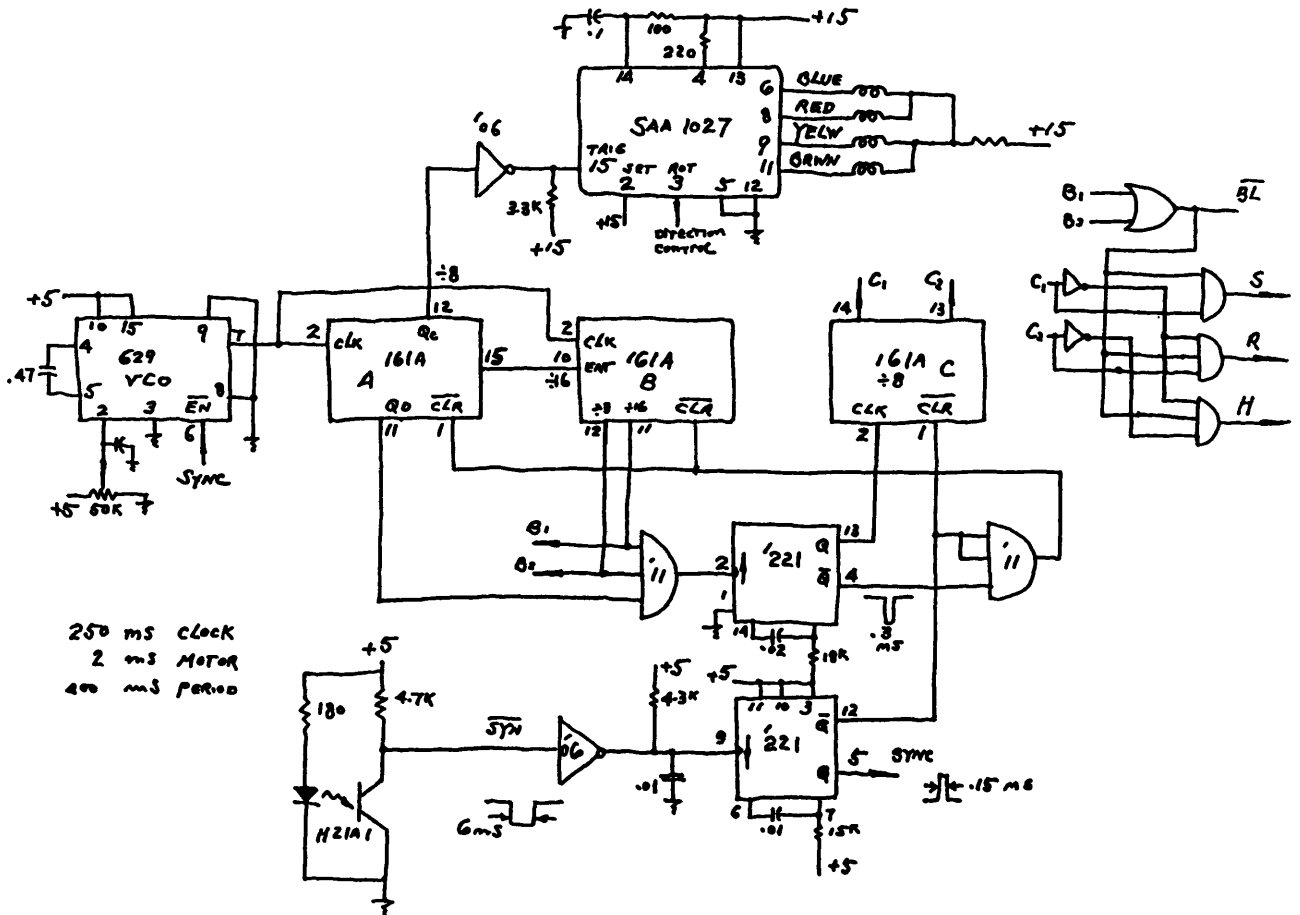 +15
.1
100
220
14 4 13
BLUE
6
RED
8
SAA 1027
YELW
9
+15
BRWN
11
'06
TRIG
15 SET ROT
2 3 5 12
3.3K
+15
+15
DIRECTION
CONTROL
B1
B2
BL
C1
S
C2
R
H
÷8
C1 C2
14 13
+5
10 15 9
7
4 629
VCO
.47
5
8
2 3 EN
6
SYNC
+5 50K
12
2 CLK QC
161A
A
15
QD CLR
11 1
2 CLK
10 ENT 161A
÷16 B
÷8 ÷16 CLR
12 11
161A
÷8 C
CLK CLR
2 1
B1
B2
'11
2 '221 Q 13
Q 4
1
14
.02
18K
.8
MS
'11
250 ms CLOCK
2 ms MOTOR
400 ms PERIOD
+5
180
4.7K
H21A1
SYN
6ms
'06
+5
4.3K
.01
+5
11 10 3
9 '221
Q 12
Q 5 SYNC
.15 MS
6 7
.01
15K
+5